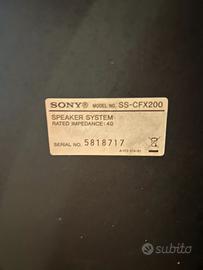 SONY® MODEL NO. SS-CFX200
SPEAKER SYSTEM
RATED IMPEDANCE: 4Ω
SERIAL NO. 5818717
subito